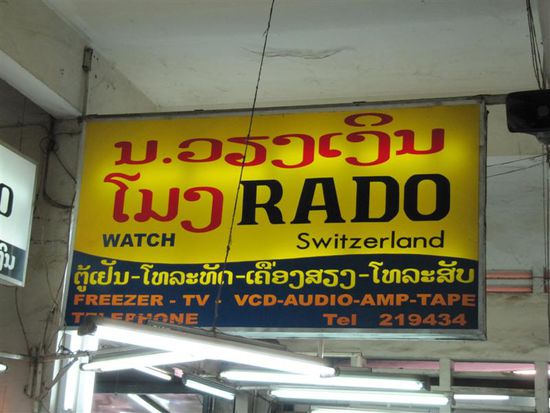 ນ.ວຽງເງິນ
ໂມງ RADO
WATCH Switzerland
ຕູ້ເຢັນ-ໂທລະທັດ-ເຄື່ອງສຽງ-ໂທລະສັບ
FREEZER - TV - VCD-AUDIO-AMP-TAPE
TELEPHONE Tel 219434